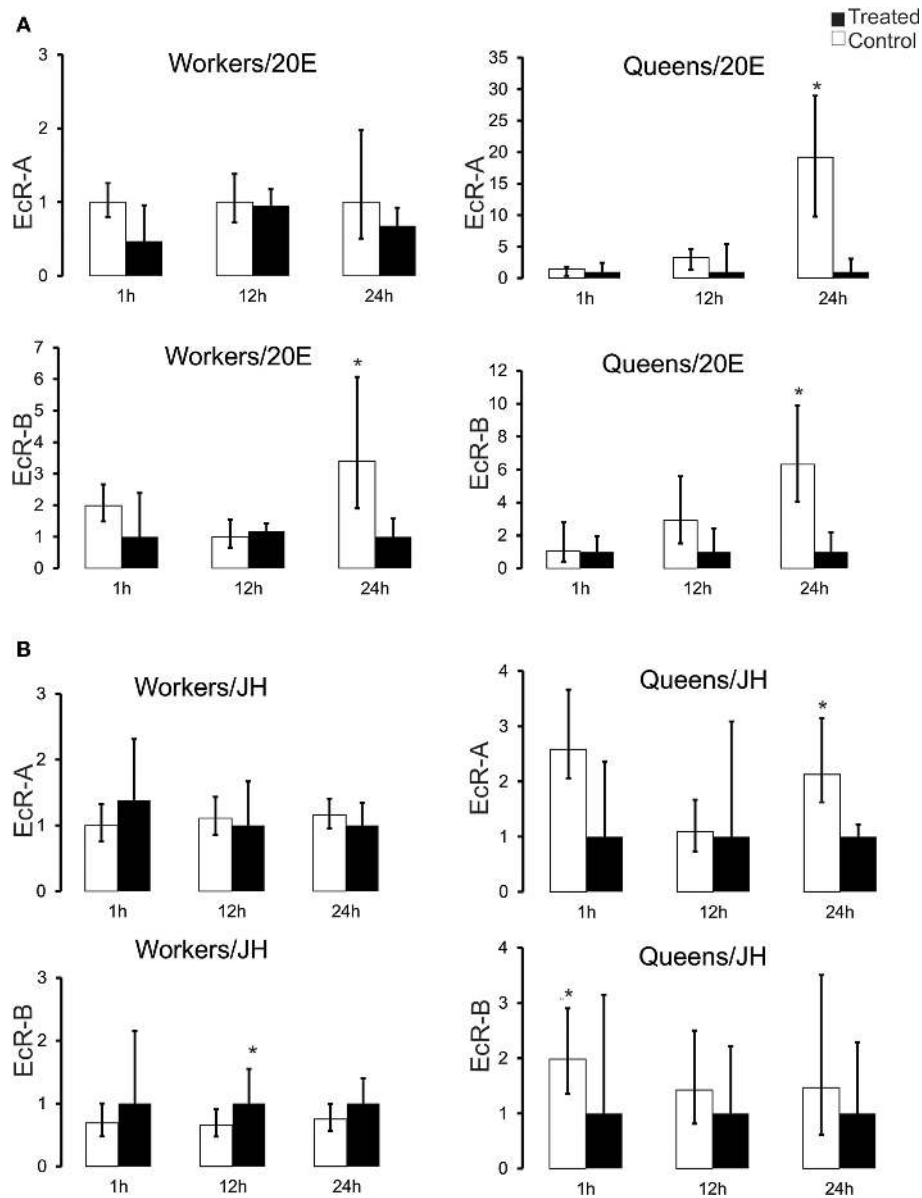 A
Treated
Control
Workers/20E
EcR-A
3
2
1
0
1h
12h
24h
Queens/20E
EcR-A
35
30
25
20
15
10
5
0
*
1h
12h
24h
Workers/20E
EcR-B
7
6
5
4
3
2
1
0
*
1h
12h
24h
Queens/20E
EcR-B
12
10
8
6
4
2
0
*
1h
12h
24h
B
Workers/JH
EcR-A
3
2
1
0
1h
12h
24h
Queens/JH
EcR-A
4
3
2
1
0
*
1h
12h
24h
Workers/JH
EcR-B
3
2
1
0
*
1h
12h
24h
Queens/JH
EcR-B
4
3
2
1
0
*
1h
12h
24h